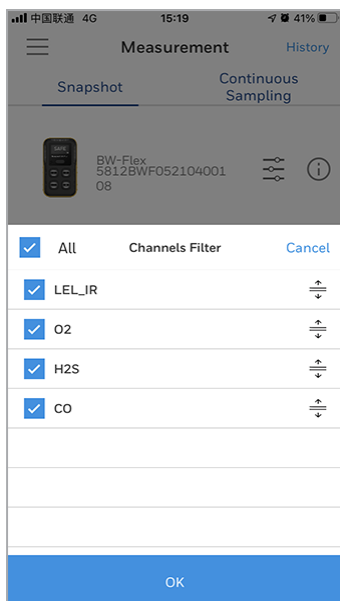 中国联通 4G 15:19 41%
Measurement History
Snapshot Continuous
Sampling
SAFE
BW-Flex
5812BWF052104001
08
All Channels Filter Cancel
LEL_IR
O2
H2S
CO
OK